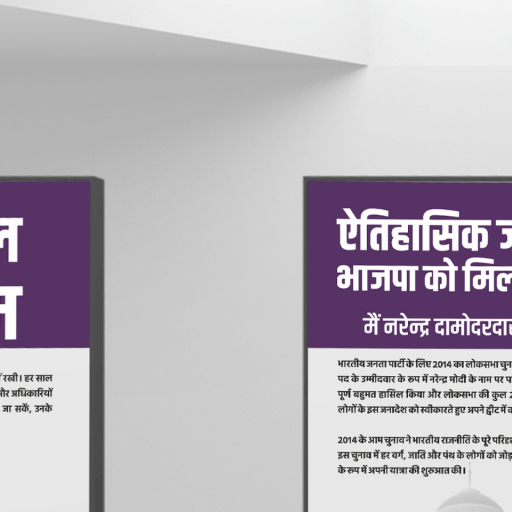 रखी। हर साल
और अधिकारियों
जा सकें, उनके
ऐतिहासिक
भाजपा को मिल
मैं नरेन्द्र दामोदरदास
भारतीय जनता पार्टी के लिए 2014 का लोकसभा
पद के उम्मीदवार के रूप में नरेन्द्र मोदी के नाम पर
पूर्ण बहुमत हासिल किया और लोकसभा की कुल
लोगों के इस जनादेश को स्वीकारते हुए अपने ट्वीट में
2014 के आम चुनाव ने भारतीय राजनीति के पूरे
इस चुनाव में हर वर्ग, जाति और पंथ के लोगों को
के रूप में अपनी यात्रा की शुरुआत की।